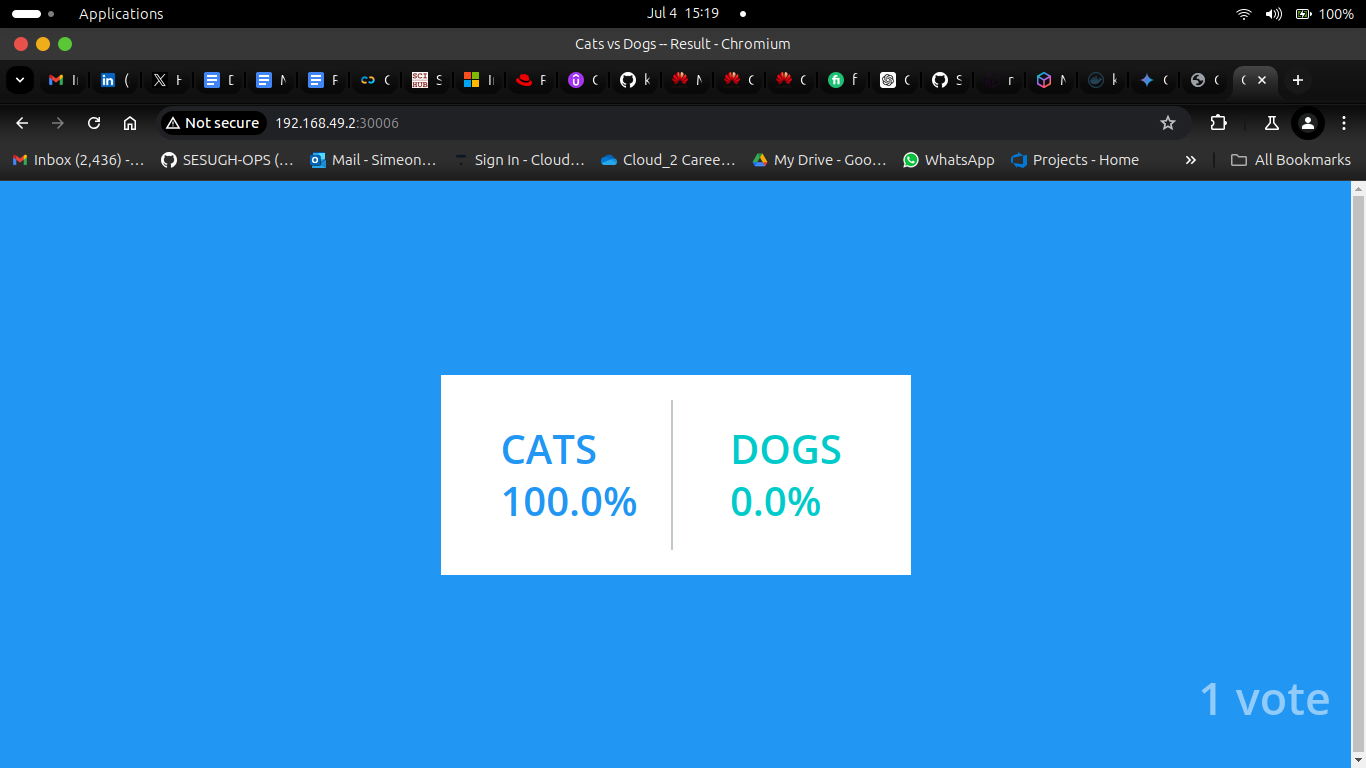 Applications
Jul 4 15:19
100%
Cats vs Dogs -- Result - Chromium
SCI HUB
Not secure
192.168.49.2:30006
Inbox (2,436) -...
SESUGH-OPS (...
Mail - Simeon...
Sign In - Cloud...
Cloud_2 Caree...
My Drive - Goo...
WhatsApp
Projects - Home
All Bookmarks
CATS
100.0%
DOGS
0.0%
1 vote